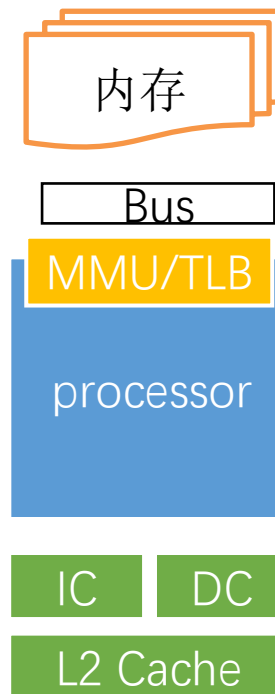 内存
Bus
MMU/TLB
processor
IC DC
L2 Cache